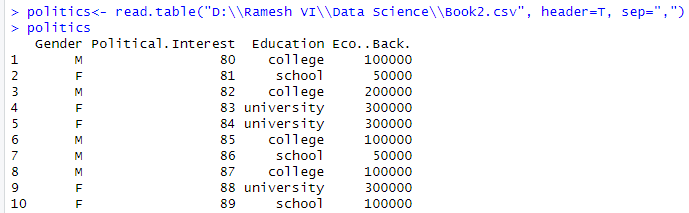 > politics<- read.table("D:\\Ramesh VI\\Data Science\\Book2.csv", header=T, sep=",")
> politics
Gender Political.Interest Education Eco..Back.
1 M 80 college 100000
2 F 81 school 50000
3 M 82 college 200000
4 F 83 university 300000
5 F 84 university 300000
6 M 85 college 100000
7 M 86 school 50000
8 M 87 college 100000
9 F 88 university 300000
10 F 89 school 100000